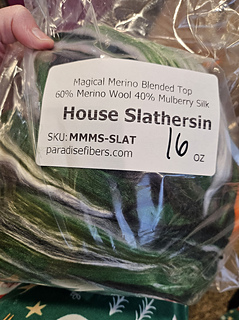 Magical Merino Blended Top
60% Merino Wool 40% Mulberry Silk
House Slathersin
SKU: MMMS-SLAT
16 oz
paradisefibers.com